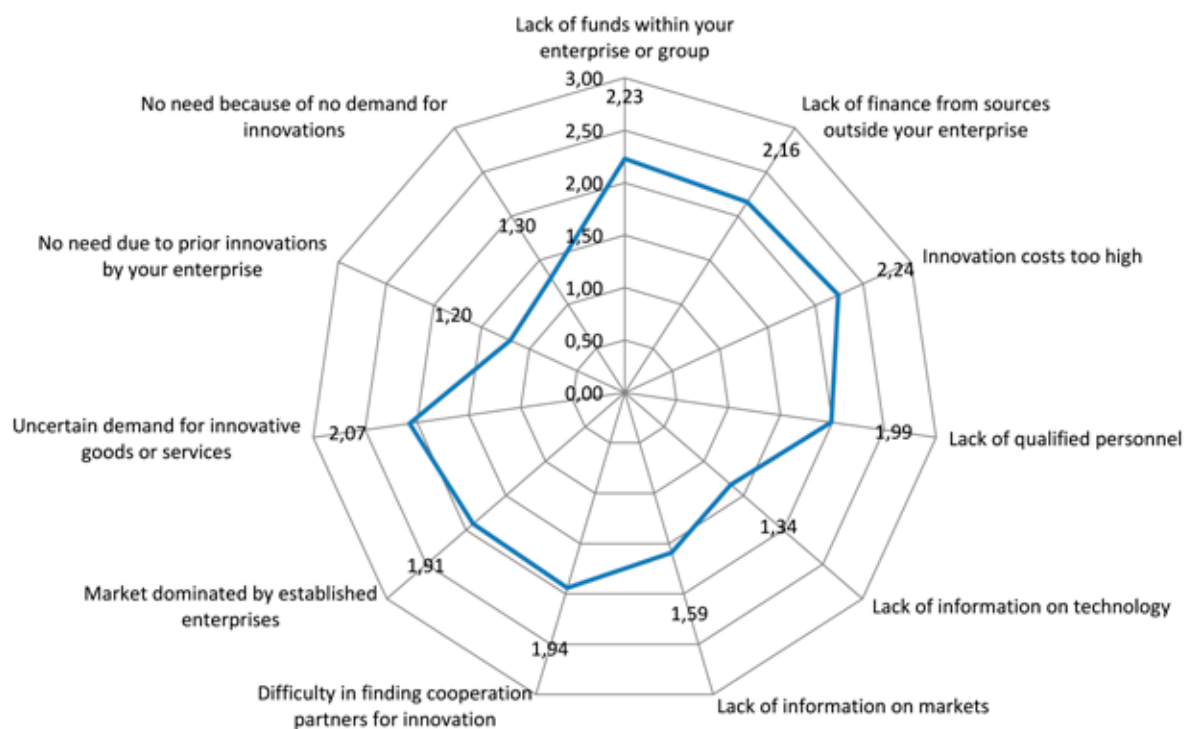 Lack of funds within your
enterprise or group
3,00
2,23
2,50
2,00
1,50
1,00
0,50
0,00
Lack of finance from sources
outside your enterprise
2,16
Innovation costs too high
2,24
Lack of qualified personnel
1,99
Lack of information on technology
1,34
Lack of information on markets
1,59
Difficulty in finding cooperation
partners for innovation
1,94
Market dominated by established
enterprises
1,91
Uncertain demand for innovative
goods or services
2,07
No need due to prior innovations
by your enterprise
1,20
No need because of no demand for
innovations
1,30